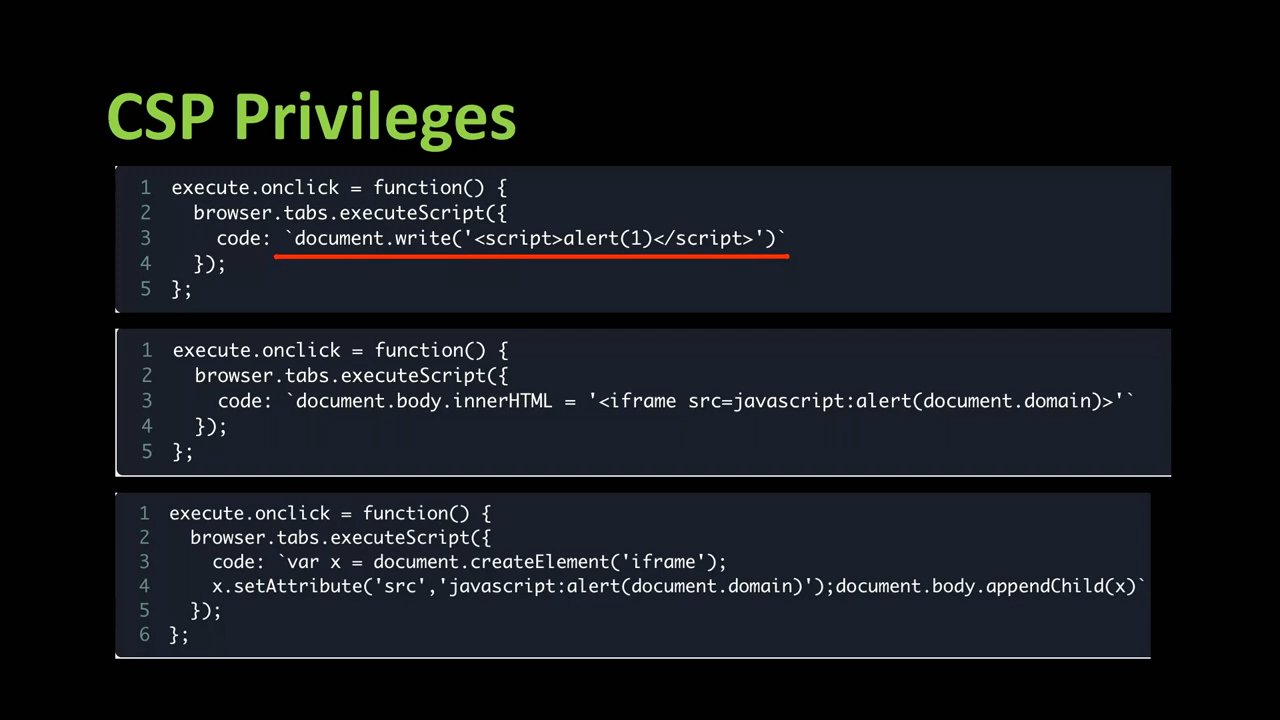 CSP Privileges
1 execute.onclick = function() {
2   browser.tabs.executeScript({
3     code: `document.write('<script>alert(1)</script>')`
4   });
5 };
1 execute.onclick = function() {
2   browser.tabs.executeScript({
3     code: `document.body.innerHTML = '<iframe src=javascript:alert(document.domain)>'`
4   });
5 };
1 execute.onclick = function() {
2   browser.tabs.executeScript({
3     code: `var x = document.createElement('iframe');
4     x.setAttribute('src','javascript:alert(document.domain)');document.body.appendChild(x)`
5   });
6 };